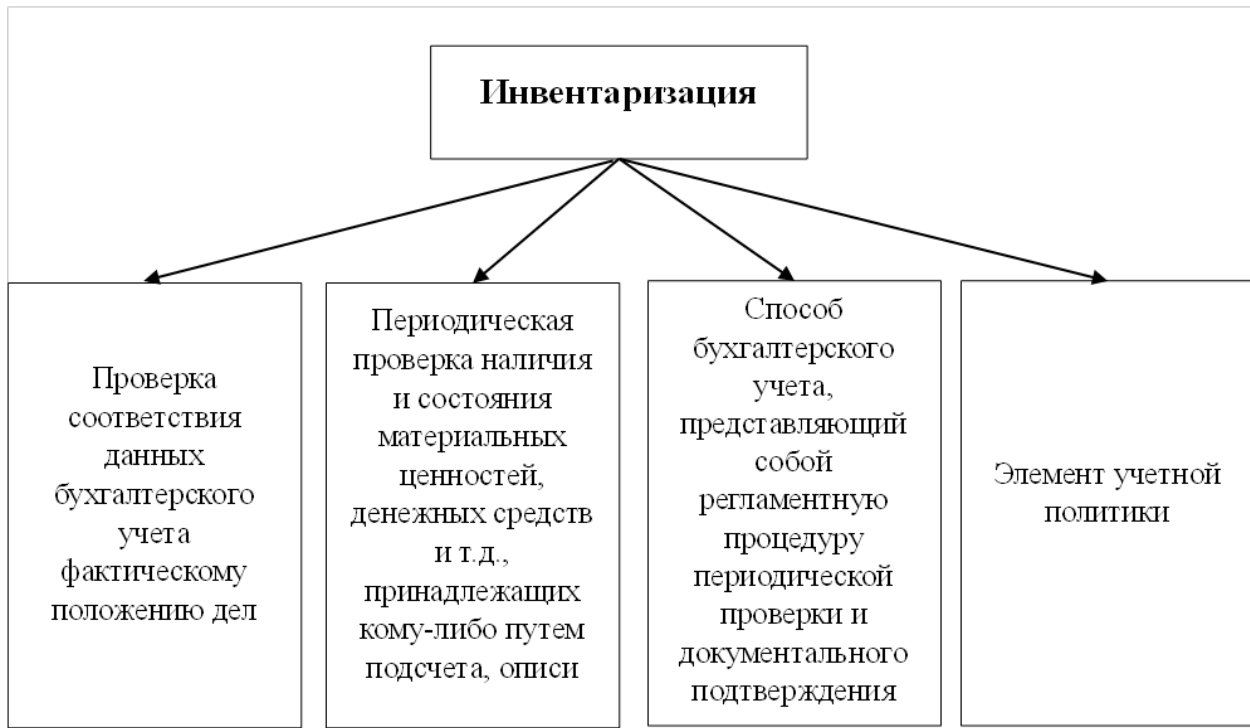 Инвентаризация
Проверка
соответствия
данных
бухгалтерского
учета
фактическому
положению дел
Периодическая
проверка наличия
и состояния
материальных
ценностей,
денежных средств
и т.д.,
принадлежащих
кому-либо путем
подсчета, описи
Способ
бухгалтерского
учета,
представляющий
собой
регламентную
процедуру
периодической
проверки и
документального
подтверждения
Элемент учетной
политики